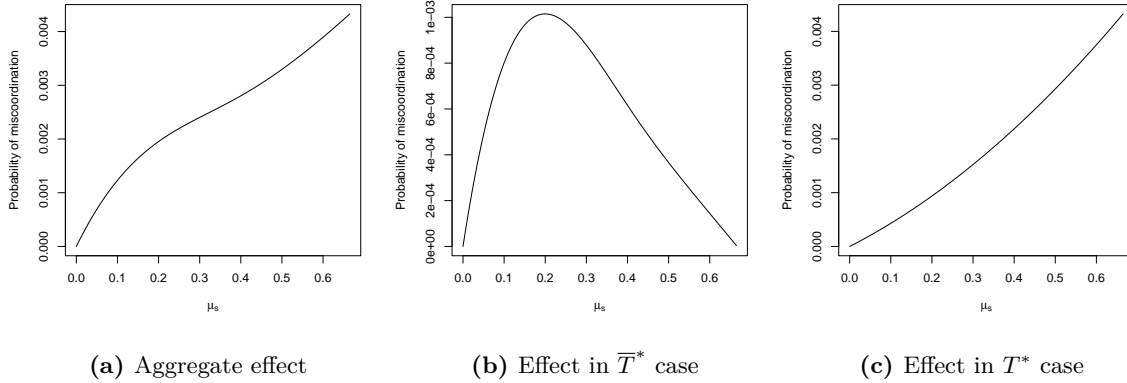 Probability of miscoordination
0.004
0.003
0.002
0.001
0.000
0.0 0.1 0.2 0.3 0.4 0.5 0.6
μs
(a) Aggregate effect
Probability of miscoordination
1e−03
8e−04
6e−04
4e−04
2e−04
0e+00
0.0 0.1 0.2 0.3 0.4 0.5 0.6
μs
(b) Effect in T̅* case
Probability of miscoordination
0.004
0.003
0.002
0.001
0.000
0.0 0.1 0.2 0.3 0.4 0.5 0.6
μs
(c) Effect in T* case